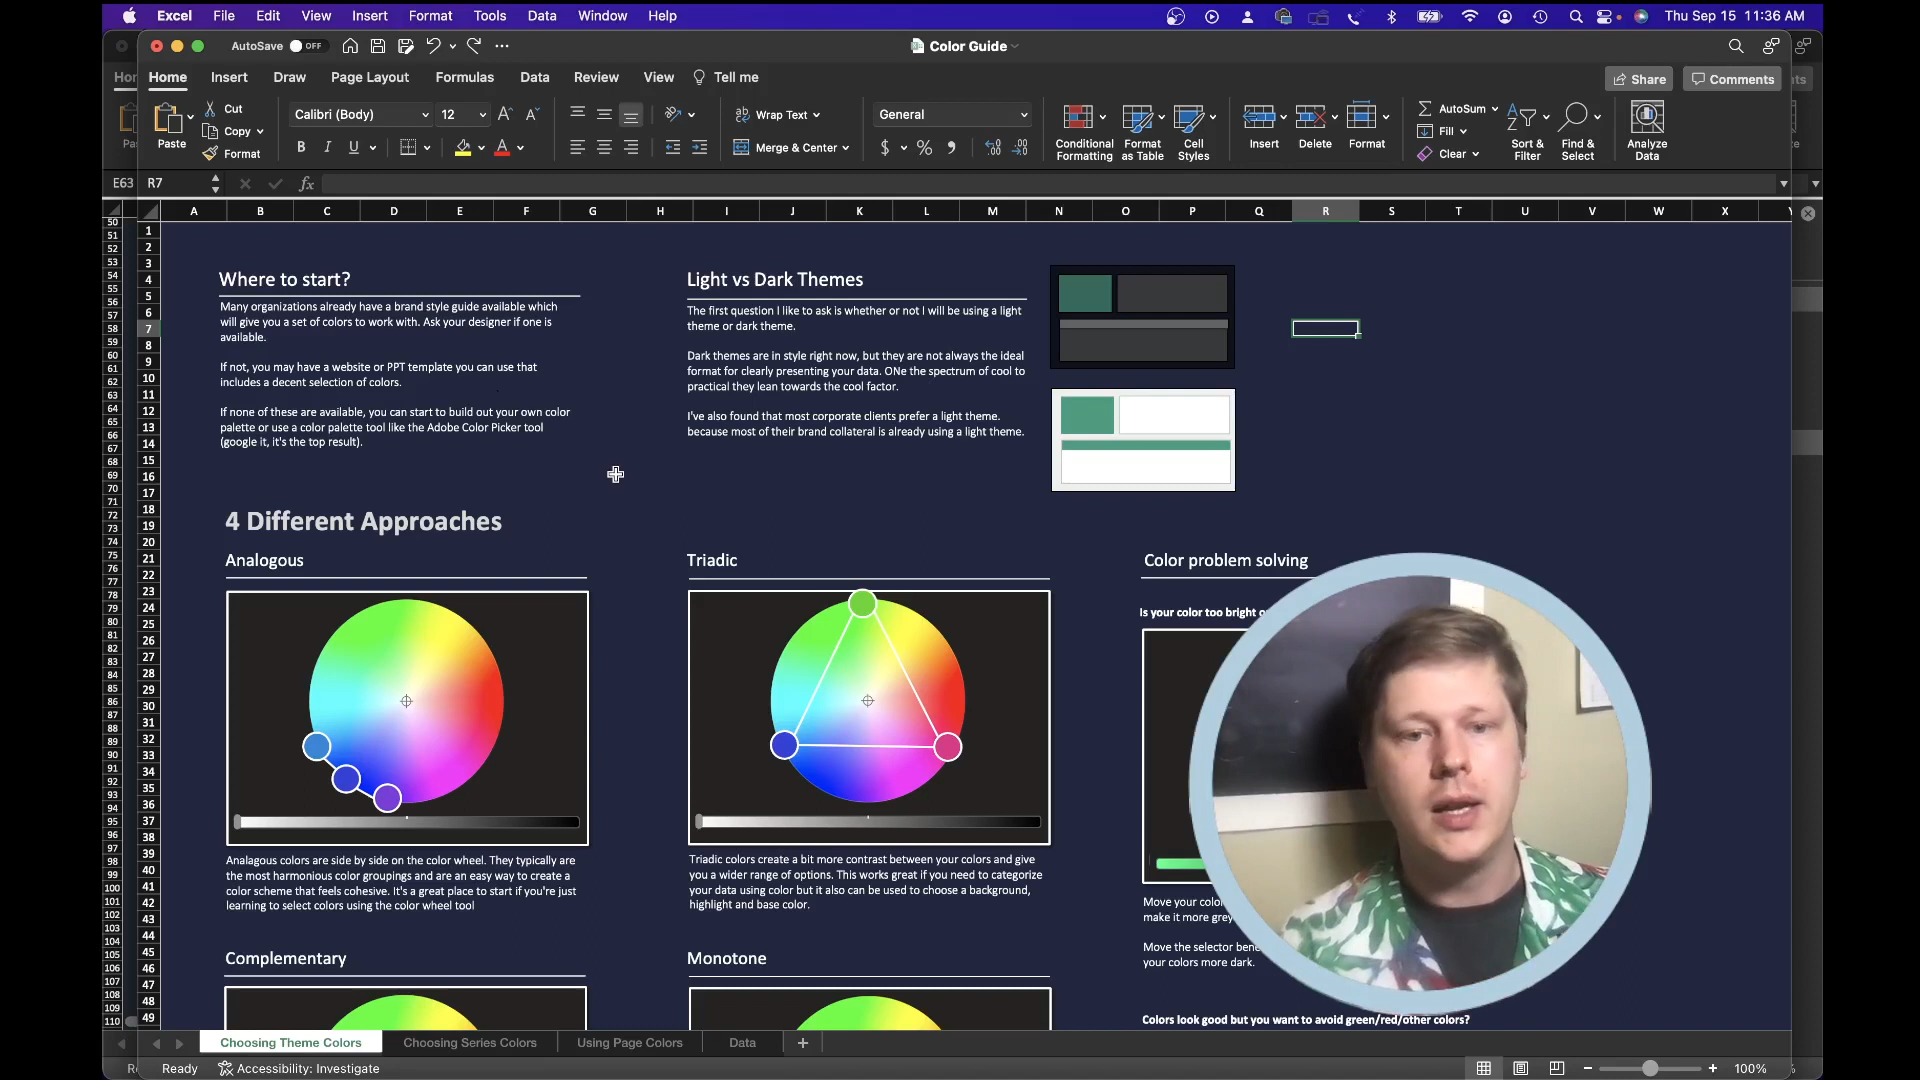 Excel File Edit View Insert Format Tools Data Window Help
Thu Sep 15 11:36 AM
AutoSave OFF
Color Guide
Home Insert Draw Page Layout Formulas Data Review View Tell me
Share Comments
Paste
Cut
Copy
Format
Calibri (Body) 12
B I U
Wrap Text
Merge & Center
General
$ % 9
Conditional Formatting
Format as Table
Cell Styles
Insert
Delete
Format
AutoSum
Fill
Clear
Sort & Filter
Find & Select
Analyze Data
E63 R7 fx
A B C D E F G H I J K L M N O P Q R S T U V W X
Where to start?
Many organizations already have a brand style guide available which
will give you a set of colors to work with. Ask your designer if one is
available.
If not, you may have a website or PPT template you can use that
includes a decent selection of colors.
If none of these are available, you can start to build out your own color
palette or use a color palette tool like the Adobe Color Picker tool
(google it, it's the top result).
Light vs Dark Themes
The first question I like to ask is whether or not I will be using a light
theme or dark theme.
Dark themes are in style right now, but they are not always the ideal
format for clearly presenting your data. ONe the spectrum of cool to
practical they lean towards the cool factor.
I've also found that most corporate clients prefer a light theme.
because most of their brand collateral is already using a light theme.
4 Different Approaches
Analogous
Analagous colors are side by side on the color wheel. They typically are
the most harmonious color groupings and are an easy way to create a
color scheme that feels cohesive. It's a great place to start if you're just
learning to select colors using the color wheel tool
Triadic
Triadic colors create a bit more contrast between your colors and give
you a wider range of options. This works great if you need to categorize
your data using color but it also can be used to choose a background,
highlight and base color.
Color problem solving
Is your color too bright
Move your
make it more grey
Move the selector
your colors more dark.
Colors look good but you want to avoid green/red/other colors?
Complementary
Monotone
Choosing Theme Colors Choosing Series Colors Using Page Colors Data +
Ready Accessibility: Investigate
100%